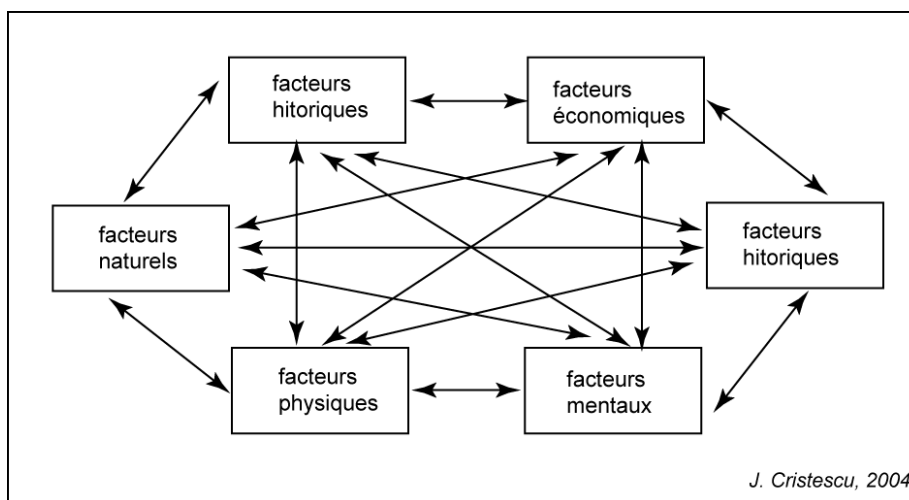 facteurs
hitoriques
facteurs
économiques
facteurs
naturels
facteurs
hitoriques
facteurs
physiques
facteurs
mentaux
J. Cristescu, 2004